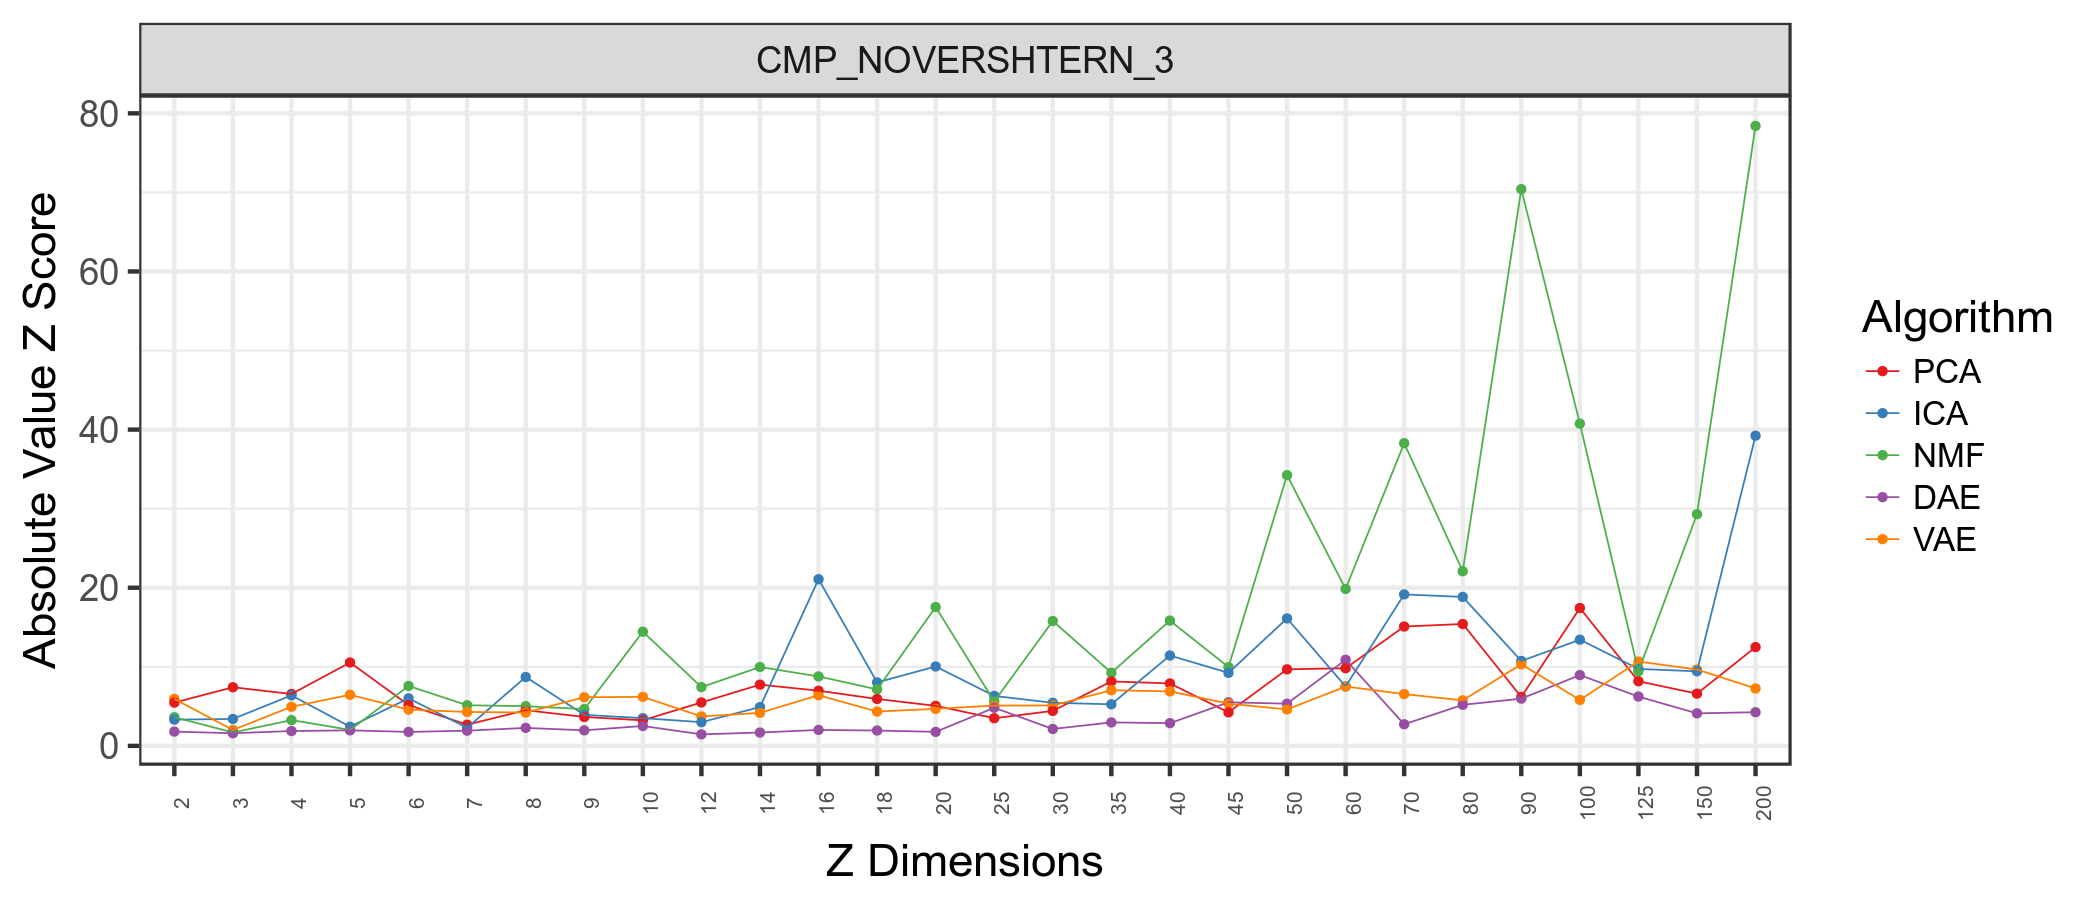 CMP_NOVERSHTERN_3
Absolute Value Z Score
80
60
40
20
0
2 3 4 5 6 7 8 9 10 12 14 16 18 20 25 30 35 40 45 50 60 70 80 90 100 125 150 200
Z Dimensions
Algorithm
PCA
ICA
NMF
DAE
VAE